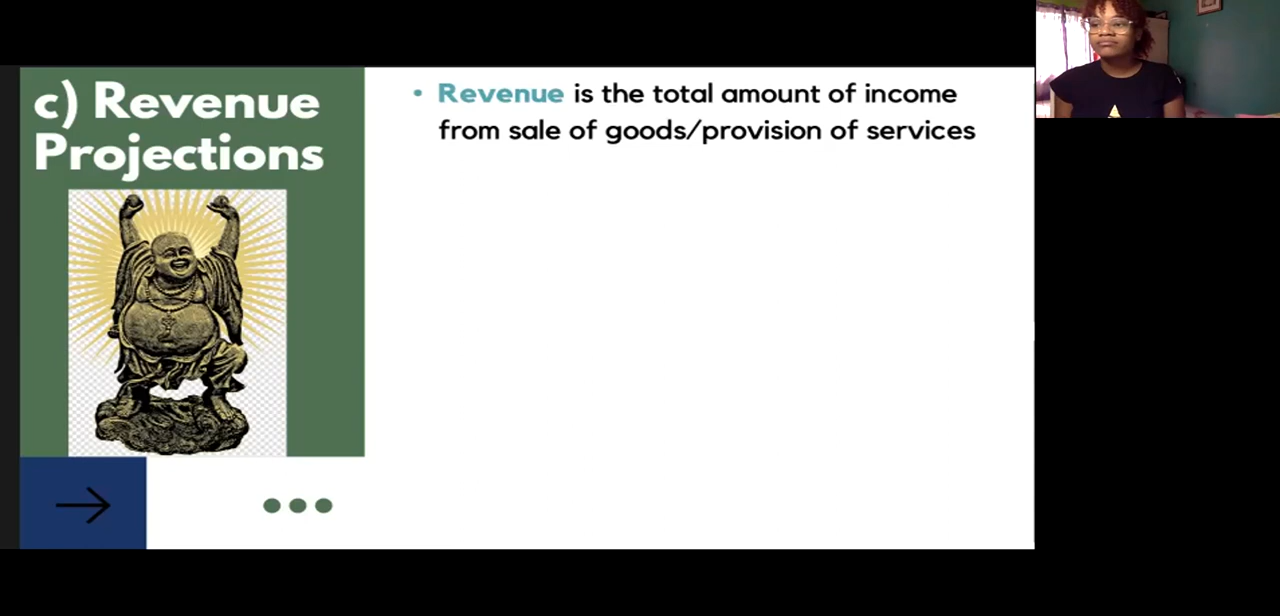 c) Revenue
Projections
• Revenue is the total amount of income
from sale of goods/provision of services